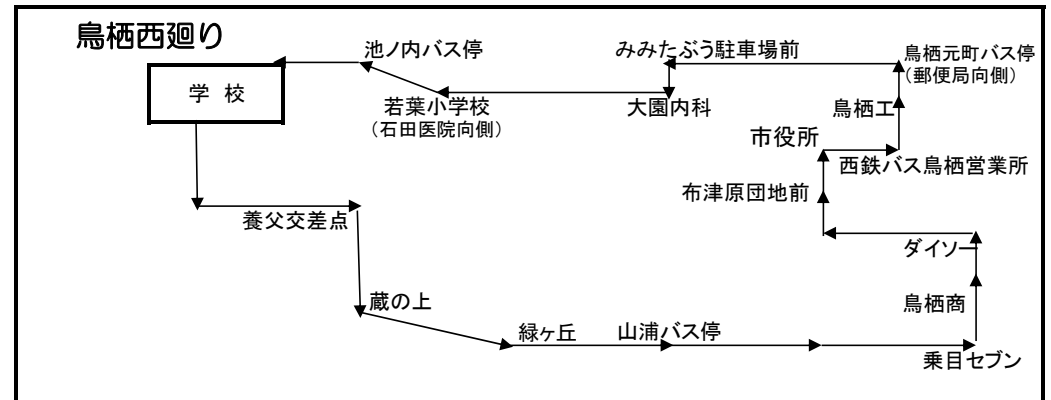 鳥栖西廻り
学 校
池ノ内バス停
若葉小学校
（石田医院向側）
みみたぶう駐車場前
大園内科
鳥栖元町バス停
（郵便局向側）
鳥栖工
市役所
西鉄バス鳥栖営業所
布津原団地前
ダイソー
鳥栖商
養父交差点
蔵の上
緑ヶ丘
山浦バス停
乗目セブン